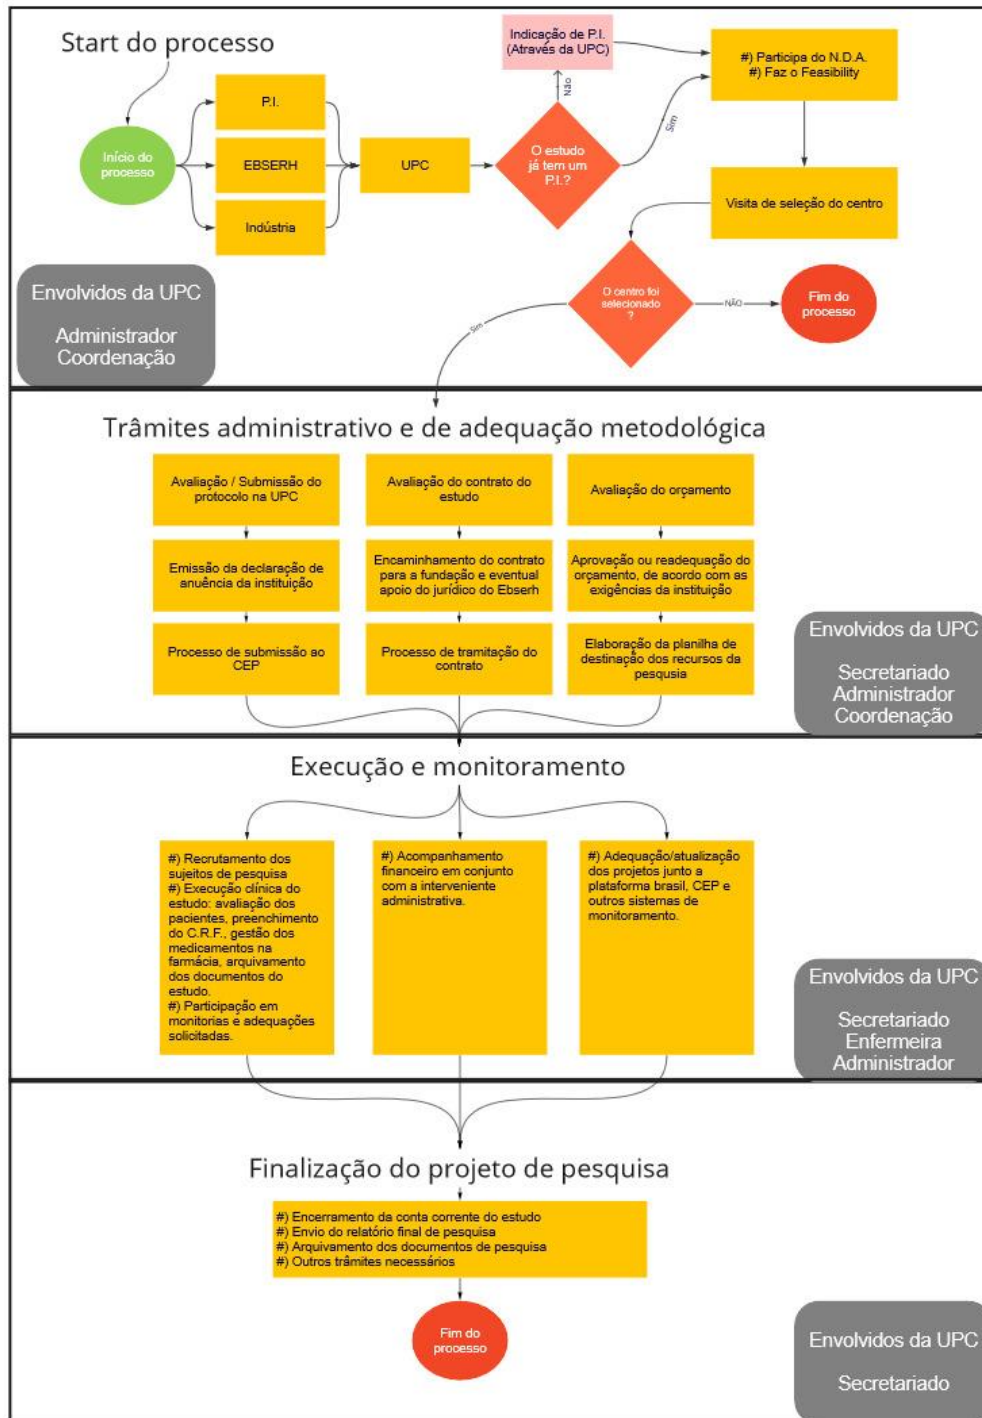 Start do processo
Indicação de P.I.
(Através da UPC)
#) Participa do N.D.A.
#) Faz o Feasibility
Não
Sim
P.I.
Início do
processo
EBSERH
UPC
O estudo
já tem um
P.I.?
Indústria
Visita de seleção do centro
O centro foi
selecionado
?
NÃO
Fim do
processo
Sim
Envolvidos da UPC
Administrador
Coordenação
Trâmites administrativo e de adequação metodológica
Avaliação / Submissão do
protocolo na UPC
Avaliação do contrato do
estudo
Avaliação do orçamento
Emissão da declaração de
anuência da instituição
Encaminhamento do contrato
para a fundação e eventual
apoio do jurídico do Ebserh
Aprovação ou readequação do
orçamento, de acordo com as
exigências da instituição
Processo de submissão ao
CEP
Processo de tramitação do
contrato
Elaboração da planilha de
destinação dos recursos da
pesqusia
Envolvidos da UPC
Secretariado
Administrador
Coordenação
Execução e monitoramento
#) Recrutamento dos
sujeitos de pesquisa
#) Execução clínica do
estudo: avaliação dos
pacientes, preenchimento
do C.R.F., gestão dos
medicamentos na
farmácia, arquivamento
dos documentos do
estudo.
#) Participação em
monitorias e adequações
solicitadas.
#) Acompanhamento
financeiro em conjunto
com a interveniente
administrativa.
#) Adequação/atualização
dos projetos junto a
plataforma brasil, CEP e
outros sistemas de
monitoramento.
Envolvidos da UPC
Secretariado
Enfermeira
Administrador
Finalização do projeto de pesquisa
#) Encerramento da conta corrente do estudo
#) Envio do relatório final de pesquisa
#) Arquivamento dos documentos de pesquisa
#) Outros trâmites necessários
Fim do
processo
Envolvidos da UPC
Secretariado